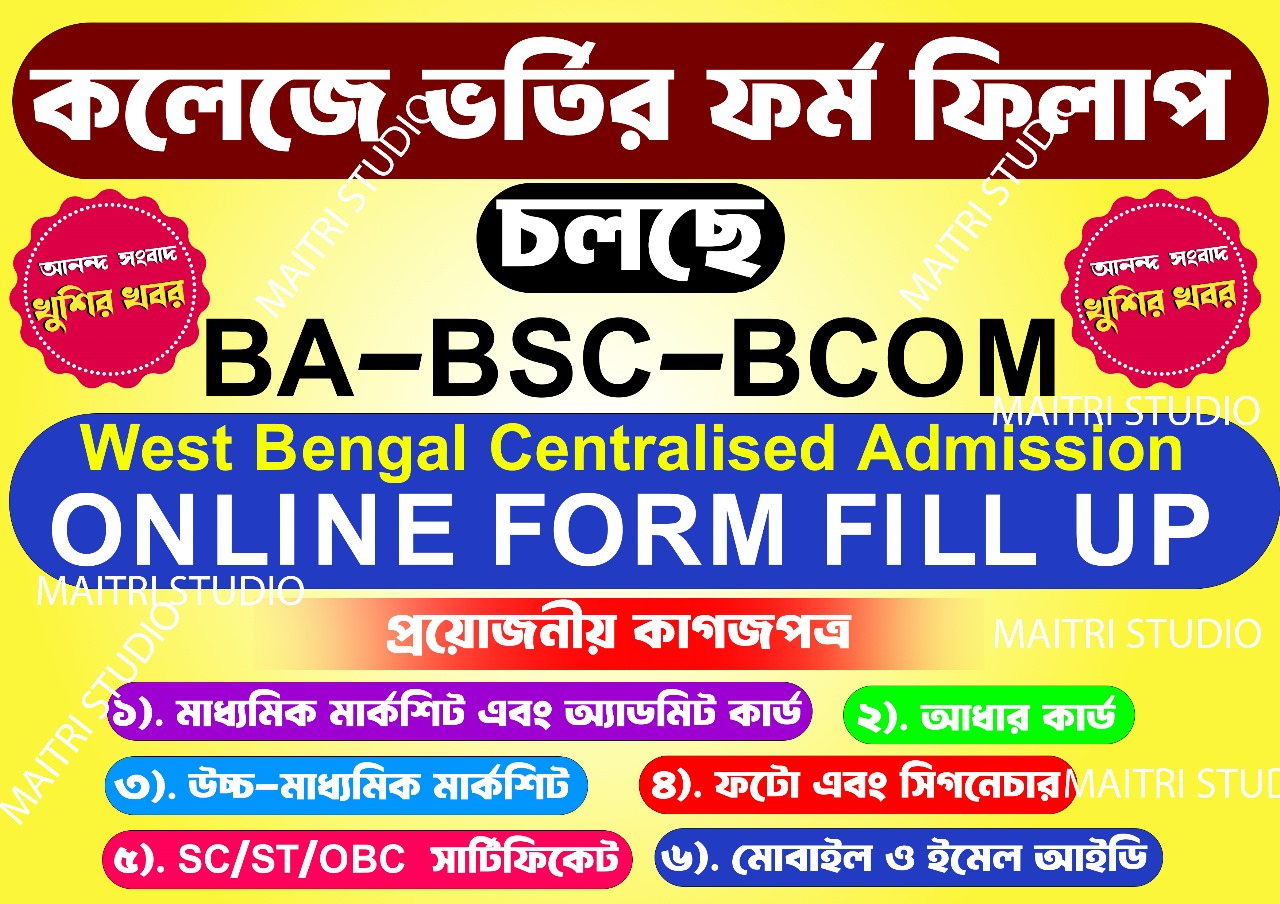 কলেজে ভর্তির ফর্ম ফিলাপ
চলছে
আনন্দ সংবাদ
খুশির খবর
আনন্দ সংবাদ
খুশির খবর
BA-BSC-BCOM
West Bengal Centralised Admission
ONLINE FORM FILL UP
প্রয়োজনীয় কাগজপত্র
১). মাধ্যমিক মার্কশিট এবং অ্যাডমিট কার্ড
২). আধার কার্ড
৩). উচ্চ-মাধ্যমিক মার্কশিট
৪). ফটো এবং সিগনেচার
৫). SC/ST/OBC সার্টিফিকেট
৬). মোবাইল ও ইমেল আইডি
MAITRI STUDIO
MAITRI STUDIO
MAITRI STUDIO
MAITRI STUDIO
MAITRI STUDIO
MAITRI STUDIO
MAITRI STUD